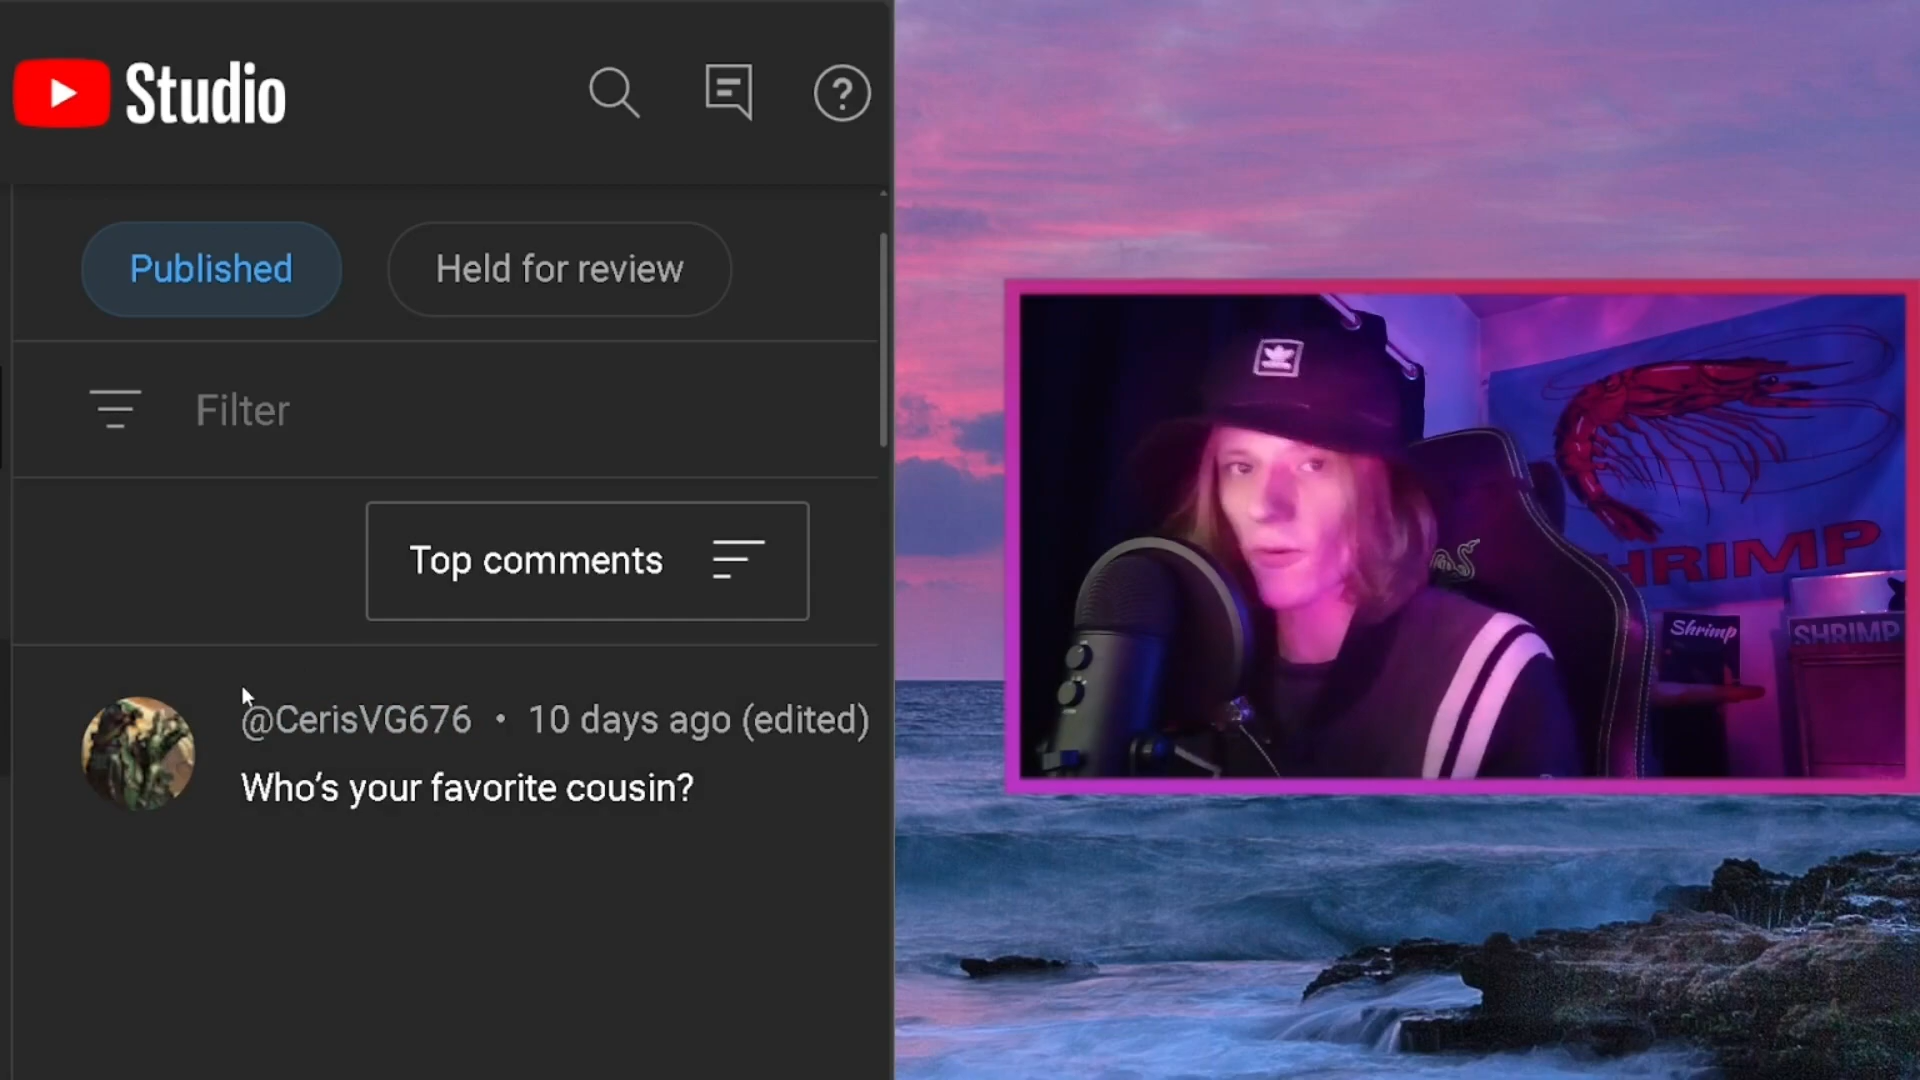 Studio
Published
Held for review
Filter
Top comments
@CerisVG676 • 10 days ago (edited)
Who's your favorite cousin?
HRIMP
Shrimp
SHRIMP